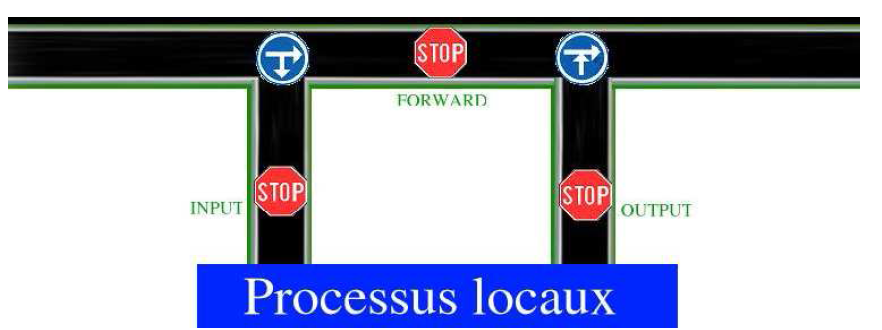 STOP
FORWARD
INPUT STOP
STOP OUTPUT
Processus locaux